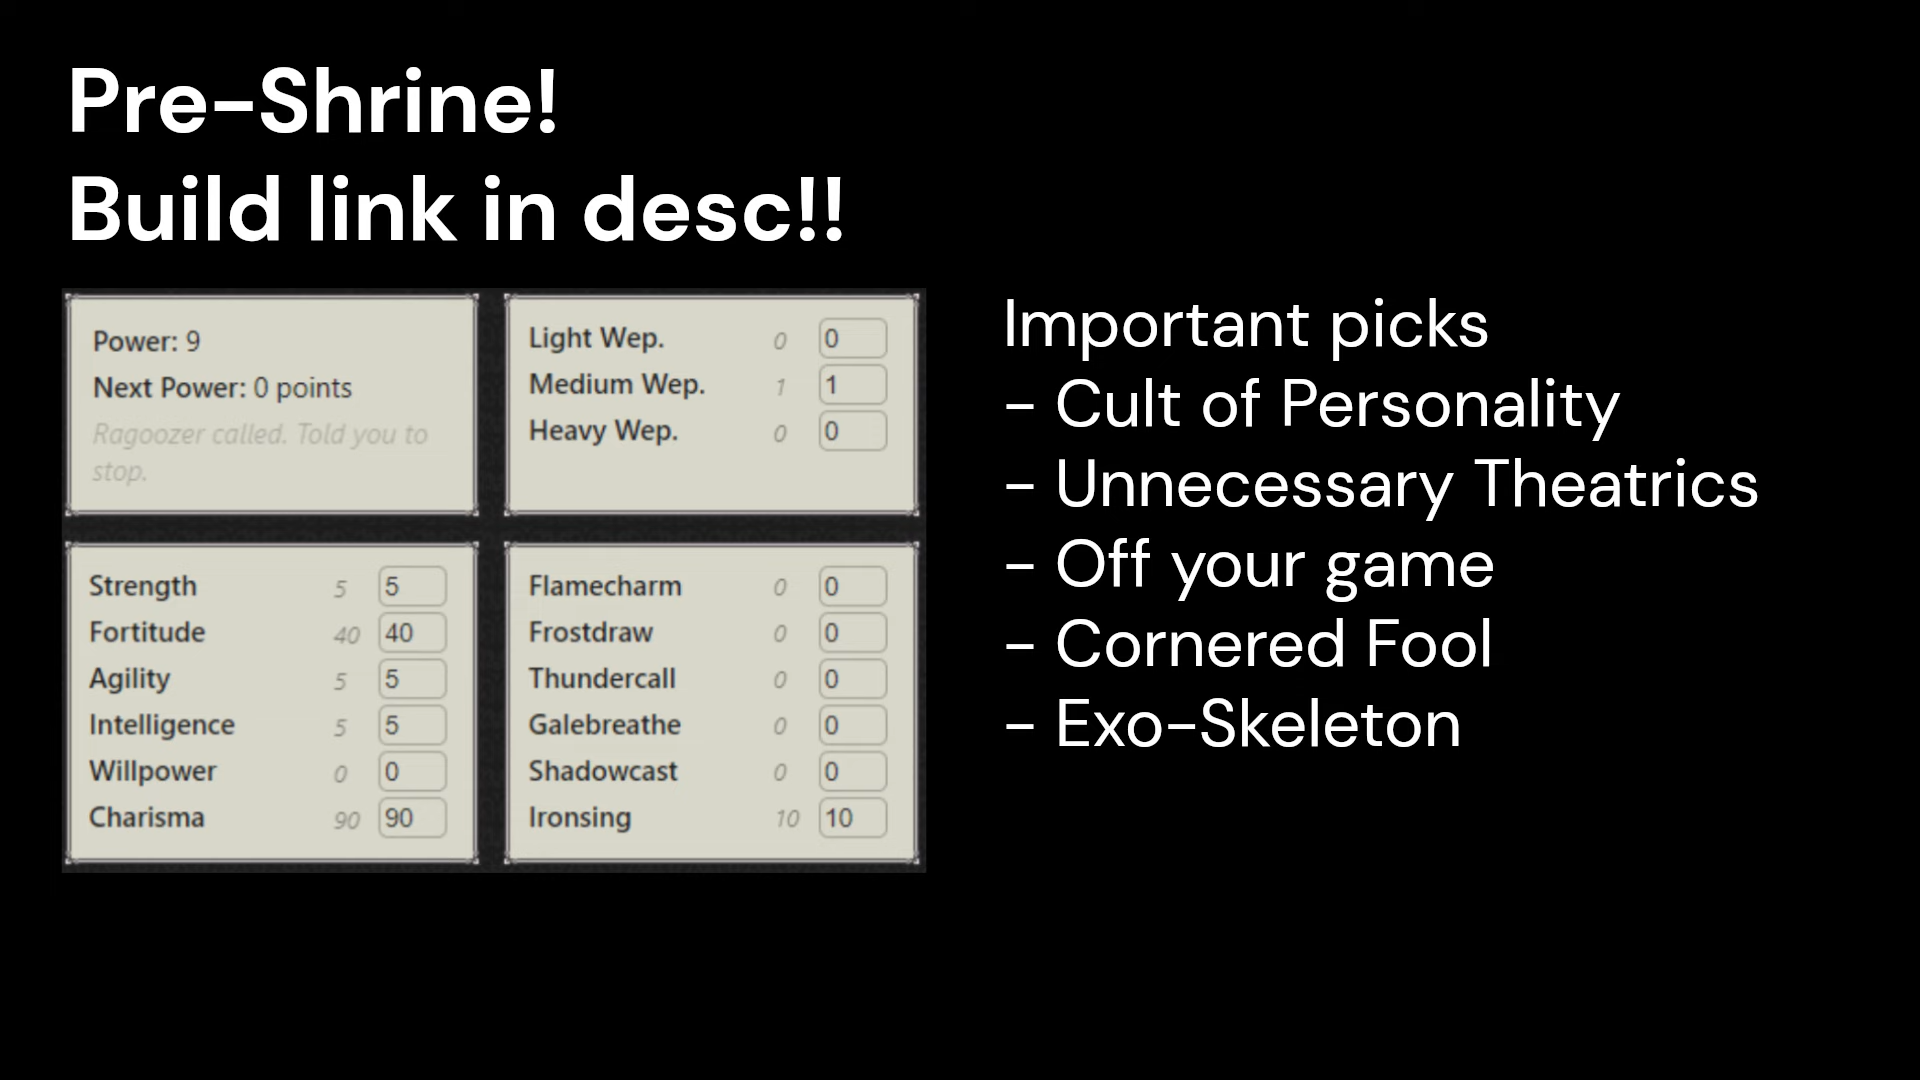 Pre-Shrine!
Build link in desc!!
Power: 9
Next Power: 0 points
Ragoozer called. Told you to
stop.
Light Wep. 0 0
Medium Wep. 1 1
Heavy Wep. 0 0
Strength 5 5
Fortitude 40 40
Agility 5 5
Intelligence 5 5
Willpower 0 0
Charisma 90 90
Flamecharm 0 0
Frostdraw 0 0
Thundercall 0 0
Galebreathe 0 0
Shadowcast 0 0
Ironsing 10 10
Important picks
- Cult of Personality
- Unnecessary Theatrics
- Off your game
- Cornered Fool
- Exo-Skeleton